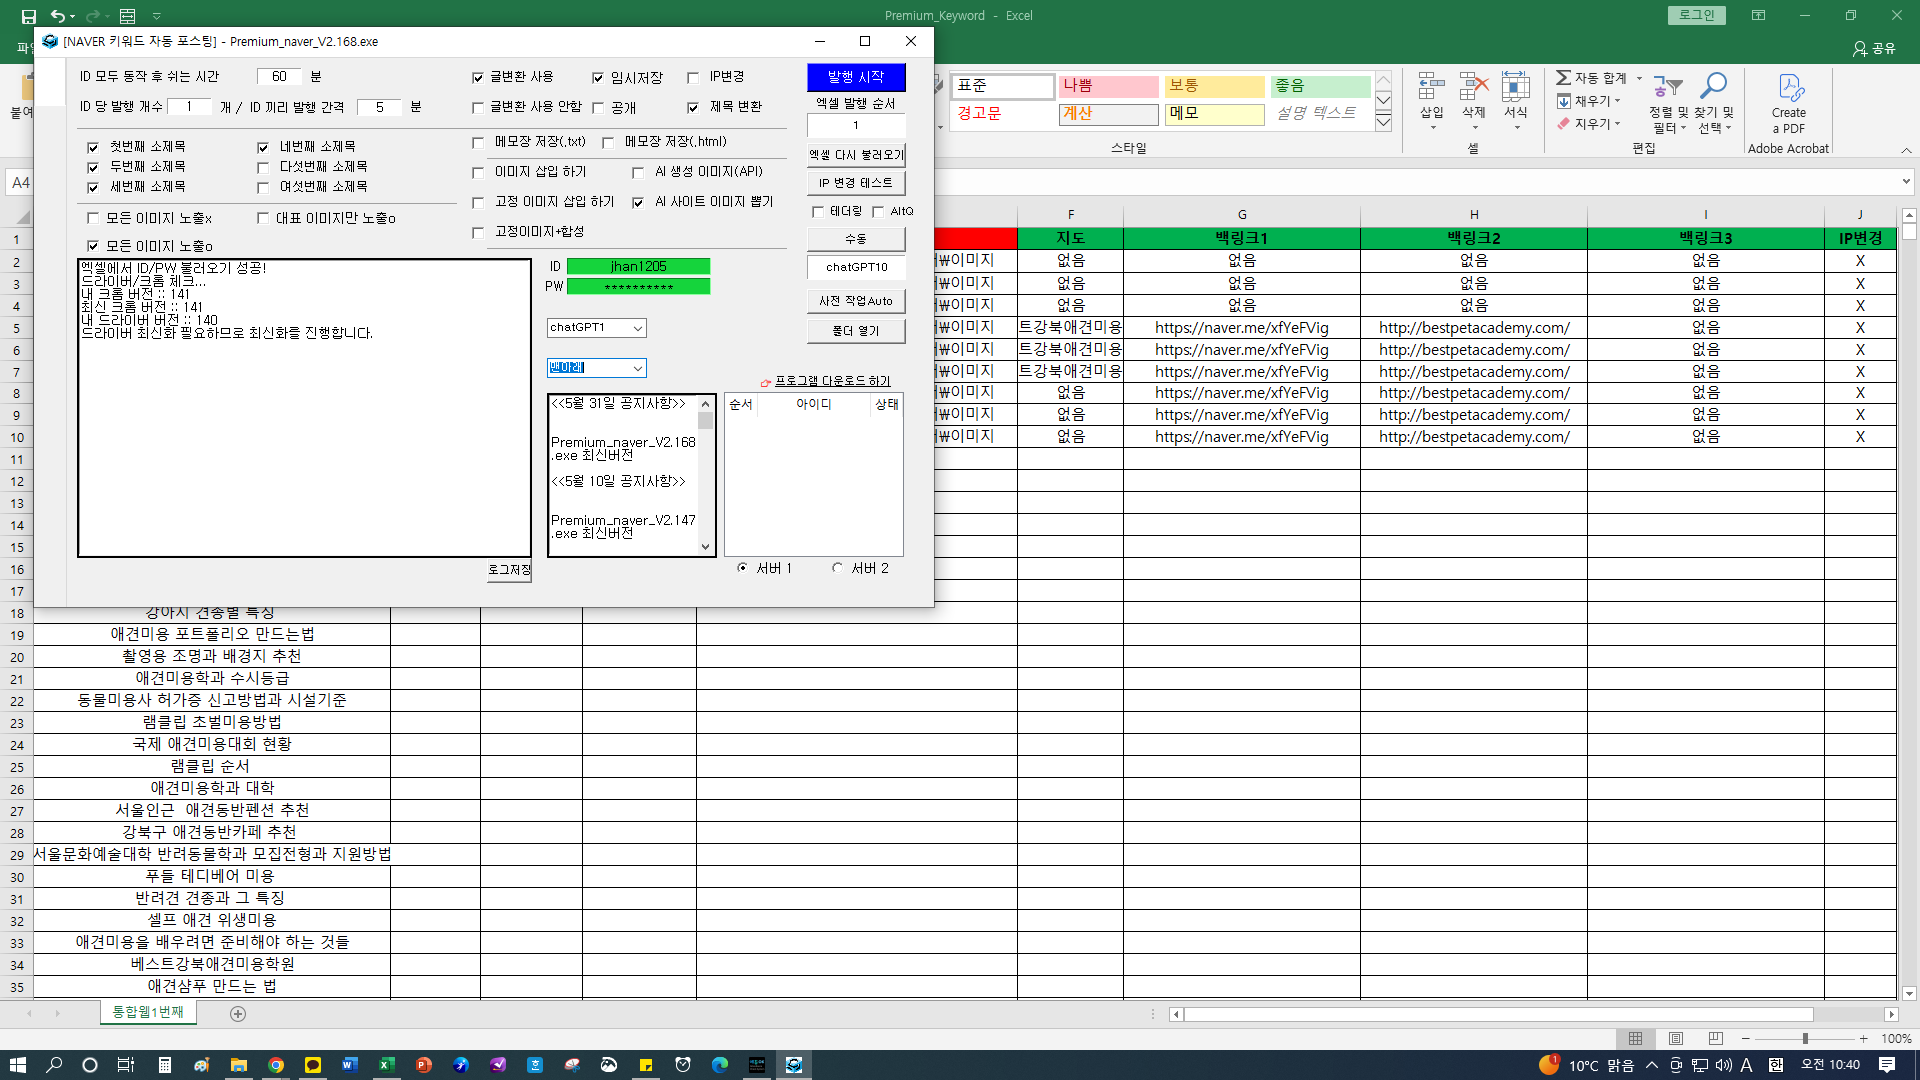 Premium_Keyword - Excel
로그인
공유
[NAVER 키워드 자동 포스팅] - Premium_naver_V2.168.exe
ID 모두 동작 후 쉬는 시간 60 분
ID 당 발행 개수 1 개 / ID 끼리 발행 간격 5 분
글변환 사용
임시저장
IP변경
글변환 사용 안함
공개
제목 변환
발행 시작
엑셀 발행 순서
1
엑셀 다시 불러오기
IP 변경 테스트
테더링
AltQ
수동
chatGPT10
사전 작업Auto
폴더 열기
첫번째 소제목
네번째 소제목
두번째 소제목
다섯번째 소제목
세번째 소제목
여섯번째 소제목
모든 이미지 노출x
대표 이미지만 노출o
모든 이미지 노출o
메모장 저장(.txt)
메모장 저장(.html)
이미지 삽입 하기
AI 생성 이미지(API)
고정 이미지 삽입 하기
AI 사이트 이미지 뽑기
고정이미지+합성
엑셀에서 ID/PW 불러오기 성공!
드라이버/크롬 체크...
내 크롬 버전 :: 141
최신 크롬 버전 :: 141
내 드라이버 버전 :: 140
드라이버 최신화 필요하므로 최신화를 진행합니다.
로그저장
ID jhan1205
PW **********
chatGPT1
맨아래
프로그램 다운로드 하기
<<5월 31일 공지사항>>
Premium_naver_V2.168
.exe 최신버전
<<5월 10일 공지사항>>
Premium_naver_V2.147
.exe 최신버전
순서 아이디 상태
서버 1
서버 2
표준 나쁨 보통 좋음
경고문 계산 메모 설명 텍스트
스타일
삽입 삭제 서식
셀
자동 합계
채우기
지우기
정렬 및 필터
찾기 및 선택
편집
Create a PDF
Adobe Acrobat
A4
F G H I J
1 지도 백링크1 백링크2 백링크3 IP변경
2 ₩이미지 없음 없음 없음 없음 X
3 ₩이미지 없음 없음 없음 없음 X
4 ₩이미지 없음 없음 없음 없음 X
5 ₩이미지 트강북애견미용 https://naver.me/xfYeFVig http://bestpetacademy.com/ 없음 X
6 ₩이미지 트강북애견미용 https://naver.me/xfYeFVig http://bestpetacademy.com/ 없음 X
7 ₩이미지 트강북애견미용 https://naver.me/xfYeFVig http://bestpetacademy.com/ 없음 X
8 ₩이미지 없음 https://naver.me/xfYeFVig http://bestpetacademy.com/ 없음 X
9 ₩이미지 없음 https://naver.me/xfYeFVig http://bestpetacademy.com/ 없음 X
10 ₩이미지 없음 https://naver.me/xfYeFVig http://bestpetacademy.com/ 없음 X
11
12
13
14
15
16
17
18 강아지 견종별 특징
19 애견미용 포트폴리오 만드는법
20 촬영용 조명과 배경지 추천
21 애견미용학과 수시등급
22 동물미용사 허가증 신고방법과 시설기준
23 램클립 초벌미용방법
24 국제 애견미용대회 현황
25 램클립 순서
26 애견미용학과 대학
27 서울인근 애견동반펜션 추천
28 강북구 애견동반카페 추천
29 서울문화예술대학 반려동물학과 모집전형과 지원방법
30 푸들 테디베어 미용
31 반려견 견종과 그 특징
32 셀프 애견 위생미용
33 애견미용을 배우려면 준비해야 하는 것들
34 베스트강북애견미용학원
35 애견샴푸 만드는 법
통합웹1번째
100%
10°C 맑음
A
한
오전 10:40